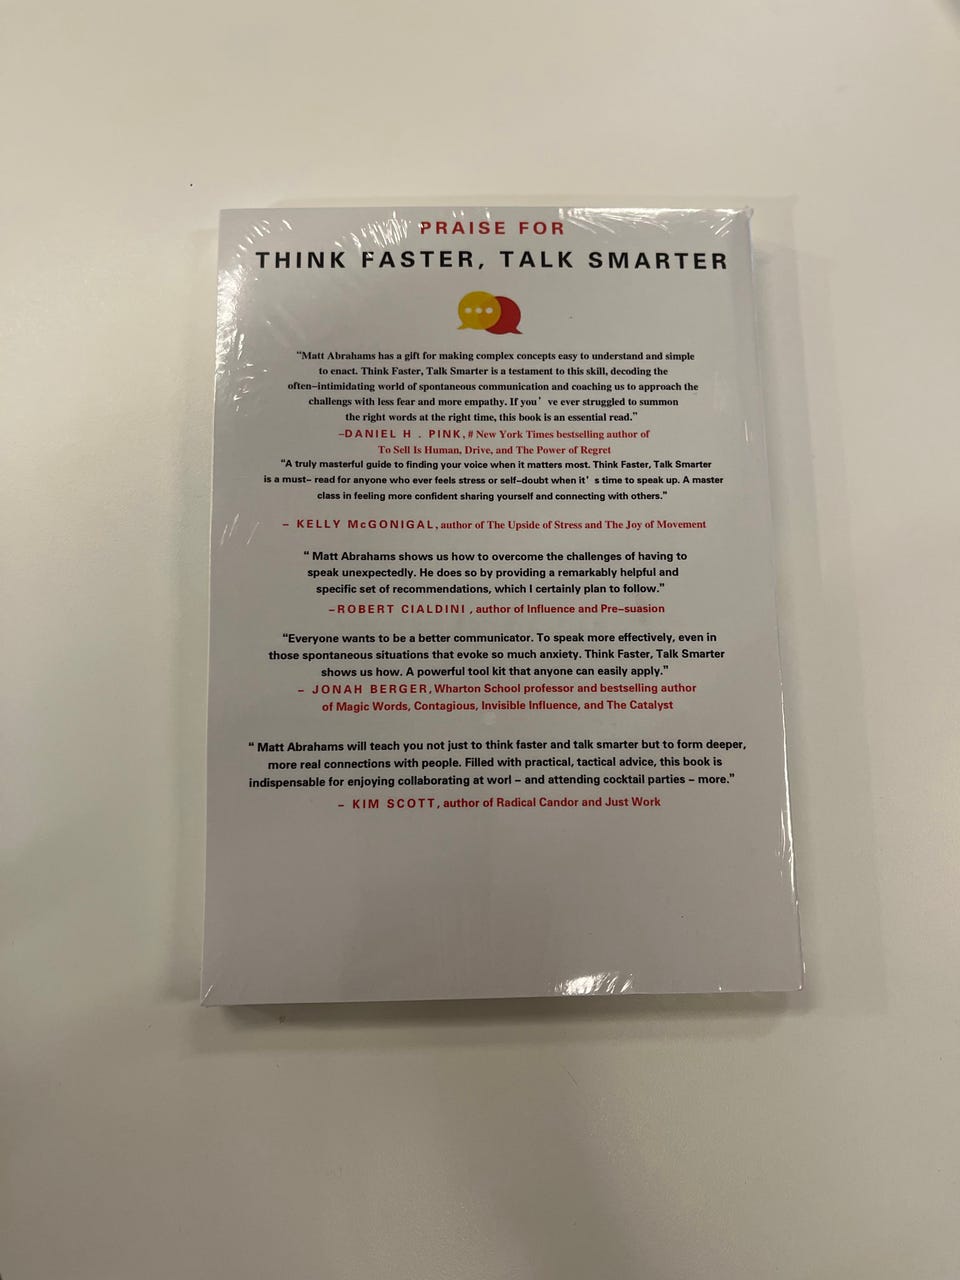 PRAISE FOR
THINK FASTER, TALK SMARTER
“Matt Abrahams has a gift for making complex concepts easy to understand and simple
to enact. Think Faster, Talk Smarter is a testament to this skill, decoding the
often–intimidating world of spontaneous communication and coaching us to approach the
challengs with less fear and more empathy. If you’ ve ever struggled to summon
the right words at the right time, this book is an essential read.”
–DANIEL H . PINK, # New York Times bestselling author of
To Sell Is Human, Drive, and The Power of Regret
“A truly masterful guide to finding your voice when it matters most. Think Faster, Talk Smarter
is a must– read for anyone who ever feels stress or self–doubt when it’ s time to speak up. A master
class in feeling more confident sharing yourself and connecting with others.”
– KELLY McGONIGAL, author of The Upside of Stress and The Joy of Movement
“ Matt Abrahams shows us how to overcome the challenges of having to
speak unexpectedly. He does so by providing a remarkably helpful and
specific set of recommendations, which I certainly plan to follow.”
–ROBERT CIALDINI , author of Influence and Pre–suasion
“Everyone wants to be a better communicator. To speak more effectively, even in
those spontaneous situations that evoke so much anxiety. Think Faster, Talk Smarter
shows us how. A powerful tool kit that anyone can easily apply.”
– JONAH BERGER, Wharton School professor and bestselling author
of Magic Words, Contagious, Invisible Influence, and The Catalyst
“ Matt Abrahams will teach you not just to think faster and talk smarter but to form deeper,
more real connections with people. Filled with practical, tactical advice, this book is
indispensable for enjoying collaborating at worl – and attending cocktail parties – more.”
– KIM SCOTT, author of Radical Candor and Just Work